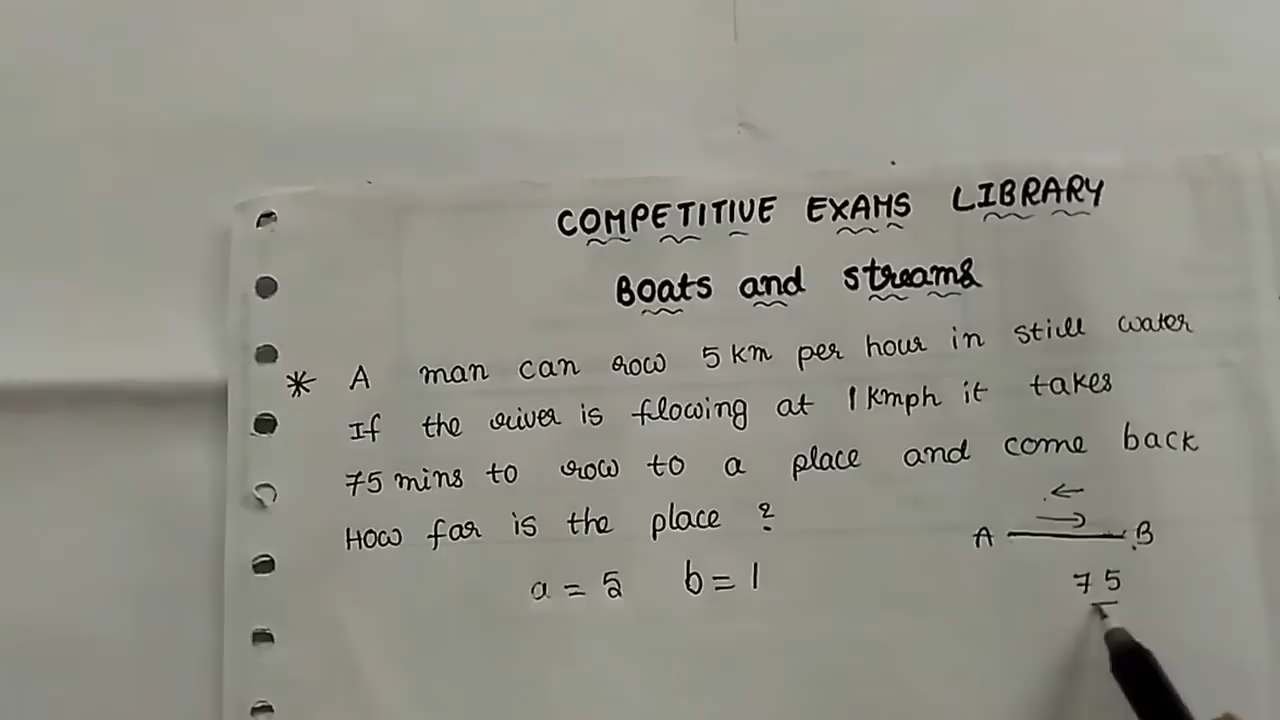 COMPETITIVE EXAMS LIBRARY
Boats and streams
* A man can row 5 km per hour in still water
If the river is flowing at 1 kmph it takes
75 mins to row to a place and come back
How far is the place ?
A B
a = 5 b = 1
75